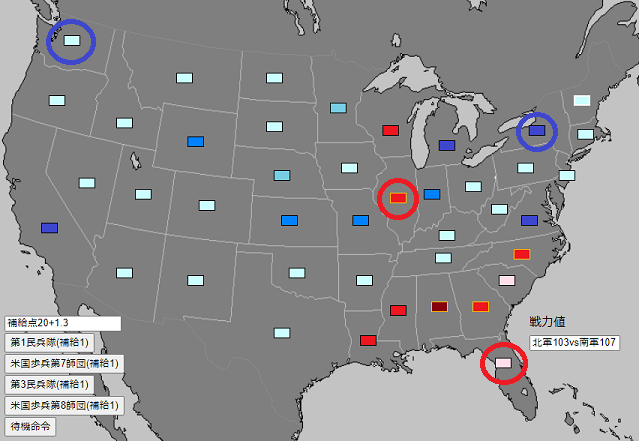 戦力値
補給点20+1.3
北軍103vs南軍107
第1民兵隊(補給1)
米国歩兵第7師団(補給1)
第3民兵隊(補給1)
米国歩兵第8師団(補給1)
待機命令